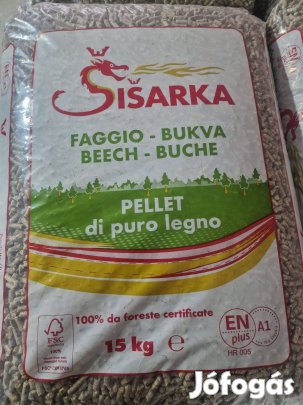 ŠIŠARKA
FAGGIO - BUKVA
BEECH - BUCHE
PELLET
di puro legno
100% da foreste certificate
FSC
100%
15 kg e
EN
plus
A1
HR 005
Jófogás